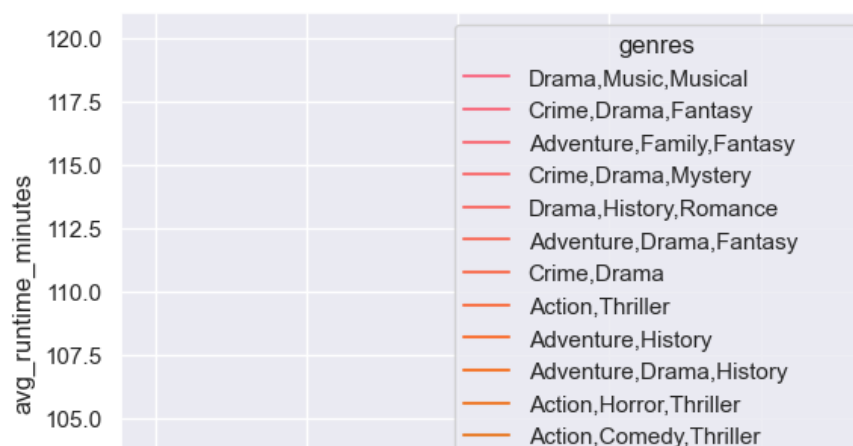 120.0
117.5
115.0
112.5
110.0
107.5
105.0
avg_runtime_minutes
genres
Drama,Music,Musical
Crime,Drama,Fantasy
Adventure,Family,Fantasy
Crime,Drama,Mystery
Drama,History,Romance
Adventure,Drama,Fantasy
Crime,Drama
Action,Thriller
Adventure,History
Adventure,Drama,History
Action,Horror,Thriller
Action,Comedy,Thriller